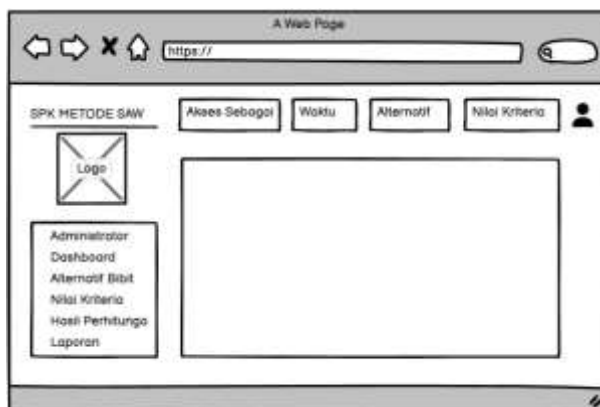 A Web Page
https://
SPK METODE SAW
Akses Sebagai
Waktu
Alternatif
Nilai Kriteria
Logo
Administrator
Dashboard
Alternatif Bibit
Nilai Kriteria
Hasil Perhitunga
Laporan